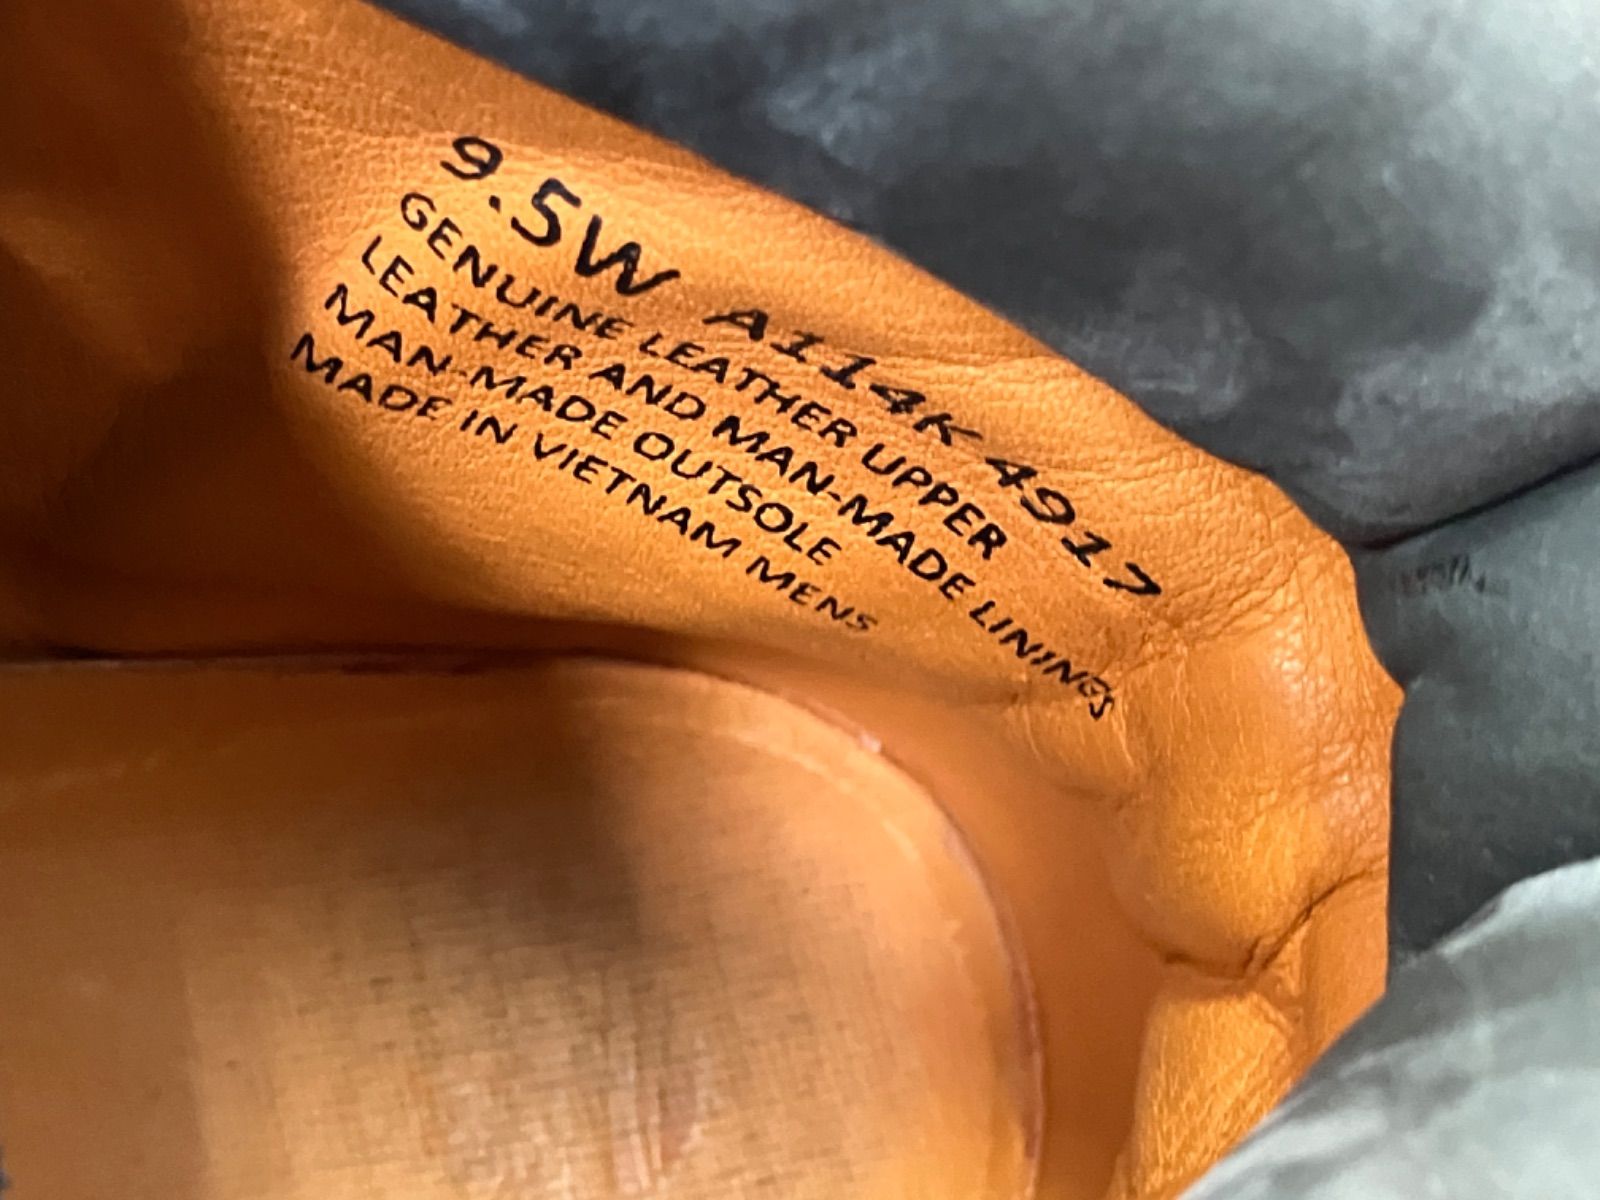 9.5W A114K 4917
GENUINE LEATHER UPPER
LEATHER AND MAN-MADE LININGS
MAN-MADE OUTSOLE
MADE IN VIETNAM MENS